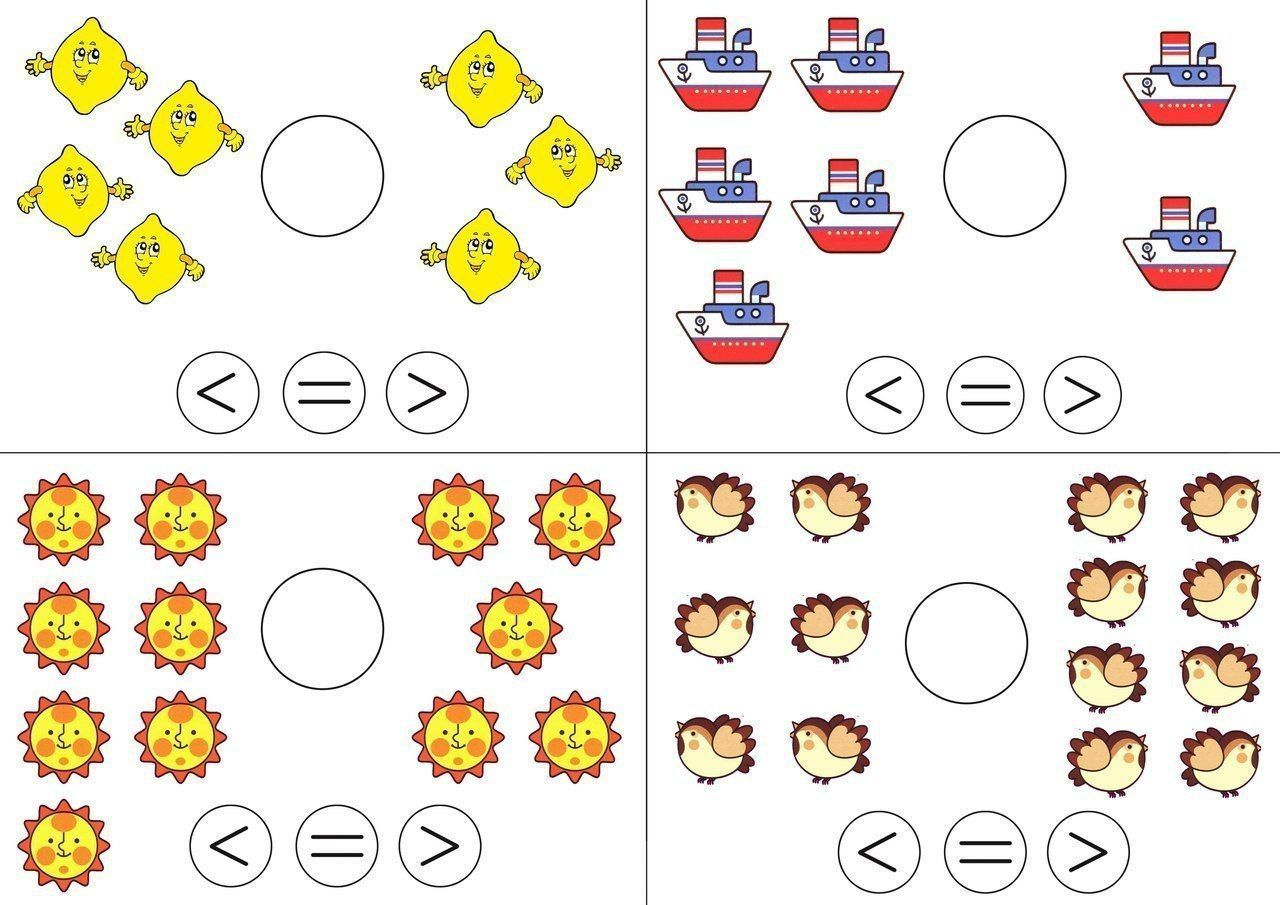 < = >
< = >
< = >
< = >